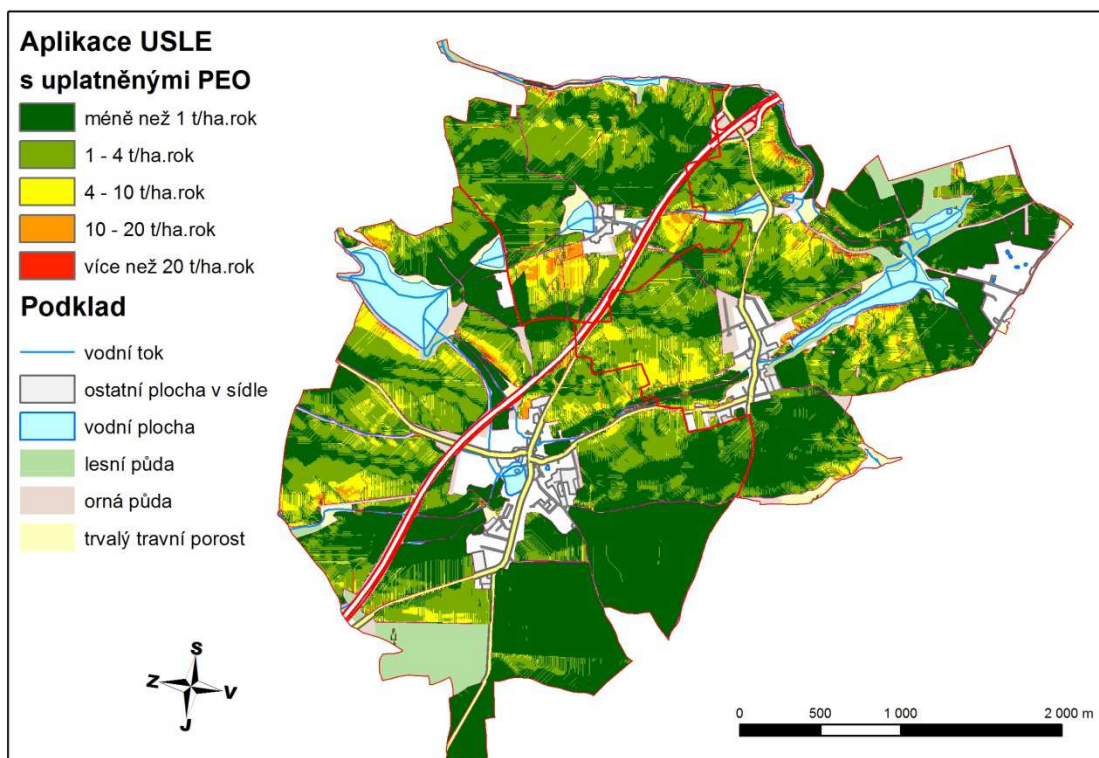 Aplikace USLE
s uplatněnými PEO
méně než 1 t/ha.rok
1 - 4 t/ha.rok
4 - 10 t/ha.rok
10 - 20 t/ha.rok
více než 20 t/ha.rok
Podklad
vodní tok
ostatní plocha v sídle
vodní plocha
lesní půda
orná půda
trvalý travní porost
S
Z
V
J
0 500 1 000 2 000 m